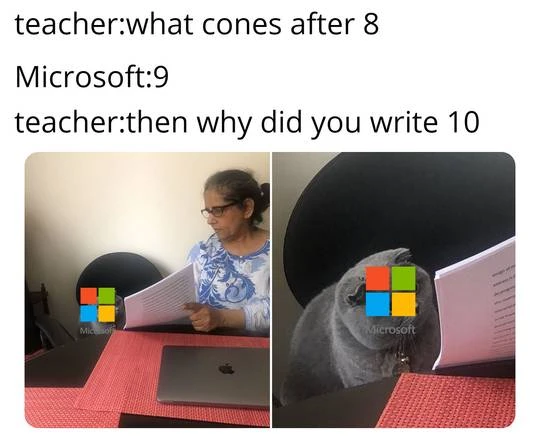 teacher:what cones after 8
Microsoft:9
teacher:then why did you write 10
Microsoft
Microsoft